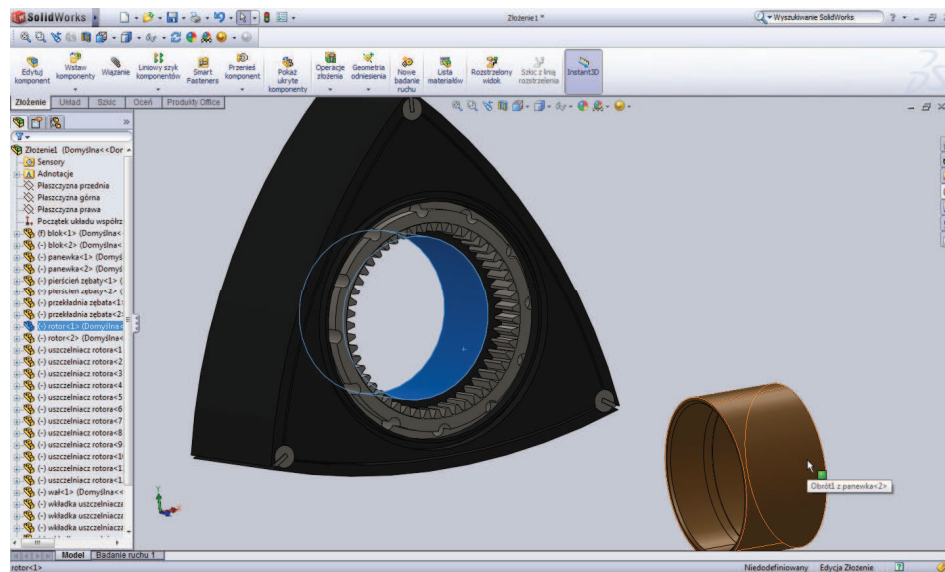 SolidWorks
Złożenie1 *
Wyszukiwanie SolidWorks
Edytuj komponent
Wstaw komponenty
Wiązanie
Liniowy szyk komponentów
Smart Fasteners
Przenieś komponent
Pokaż ukryte komponenty
Operacje złożenia
Geometria odniesienia
Nowe badanie ruchu
Lista materiałów
Rozstrzelony widok
Szkic z linią rozstrzelenia
Instant3D
Złożenie Układ Szkic Oceń Produkty Office
Złożenie1 (Domyślna<<Dor
Sensory
Adnotacje
Płaszczyzna przednia
Płaszczyzna górna
Płaszczyzna prawa
Początek układu współrz
(f) blok<1> (Domyślna<
(-) blok<2> (Domyślna<
(-) panewka<1> (Domyś
(-) panewka<2> (Domyś
(-) pierścień zębaty<1> (
(-) pierścień zębaty<2> (
(-) przekładnia zębata<1>
(-) przekładnia zębata<2>
(-) rotor<1> (Domyślna<
(-) rotor<2> (Domyślna<
(-) uszczelniacz rotora<1
(-) uszczelniacz rotora<2
(-) uszczelniacz rotora<3
(-) uszczelniacz rotora<4
(-) uszczelniacz rotora<5
(-) uszczelniacz rotora<6
(-) uszczelniacz rotora<7
(-) uszczelniacz rotora<8
(-) uszczelniacz rotora<9
(-) uszczelniacz rotora<1
(-) uszczelniacz rotora<1
(-) uszczelniacz rotora<1
(-) wał<1> (Domyślna<<
(-) wkładka uszczelniacza
(-) wkładka uszczelniacza
(-) wkładka uszczelniacza
Obrót1 z panewka<2>
Model Badanie ruchu 1
rotor<1>
Niedodefiniowany Edycja Złożenie